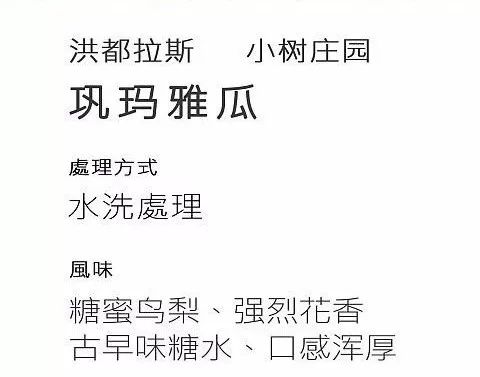 洪都拉斯 小树庄园
巩玛雅瓜
處理方式
水洗處理
風味
糖蜜鸟梨、强烈花香
古早味糖水、口感浑厚